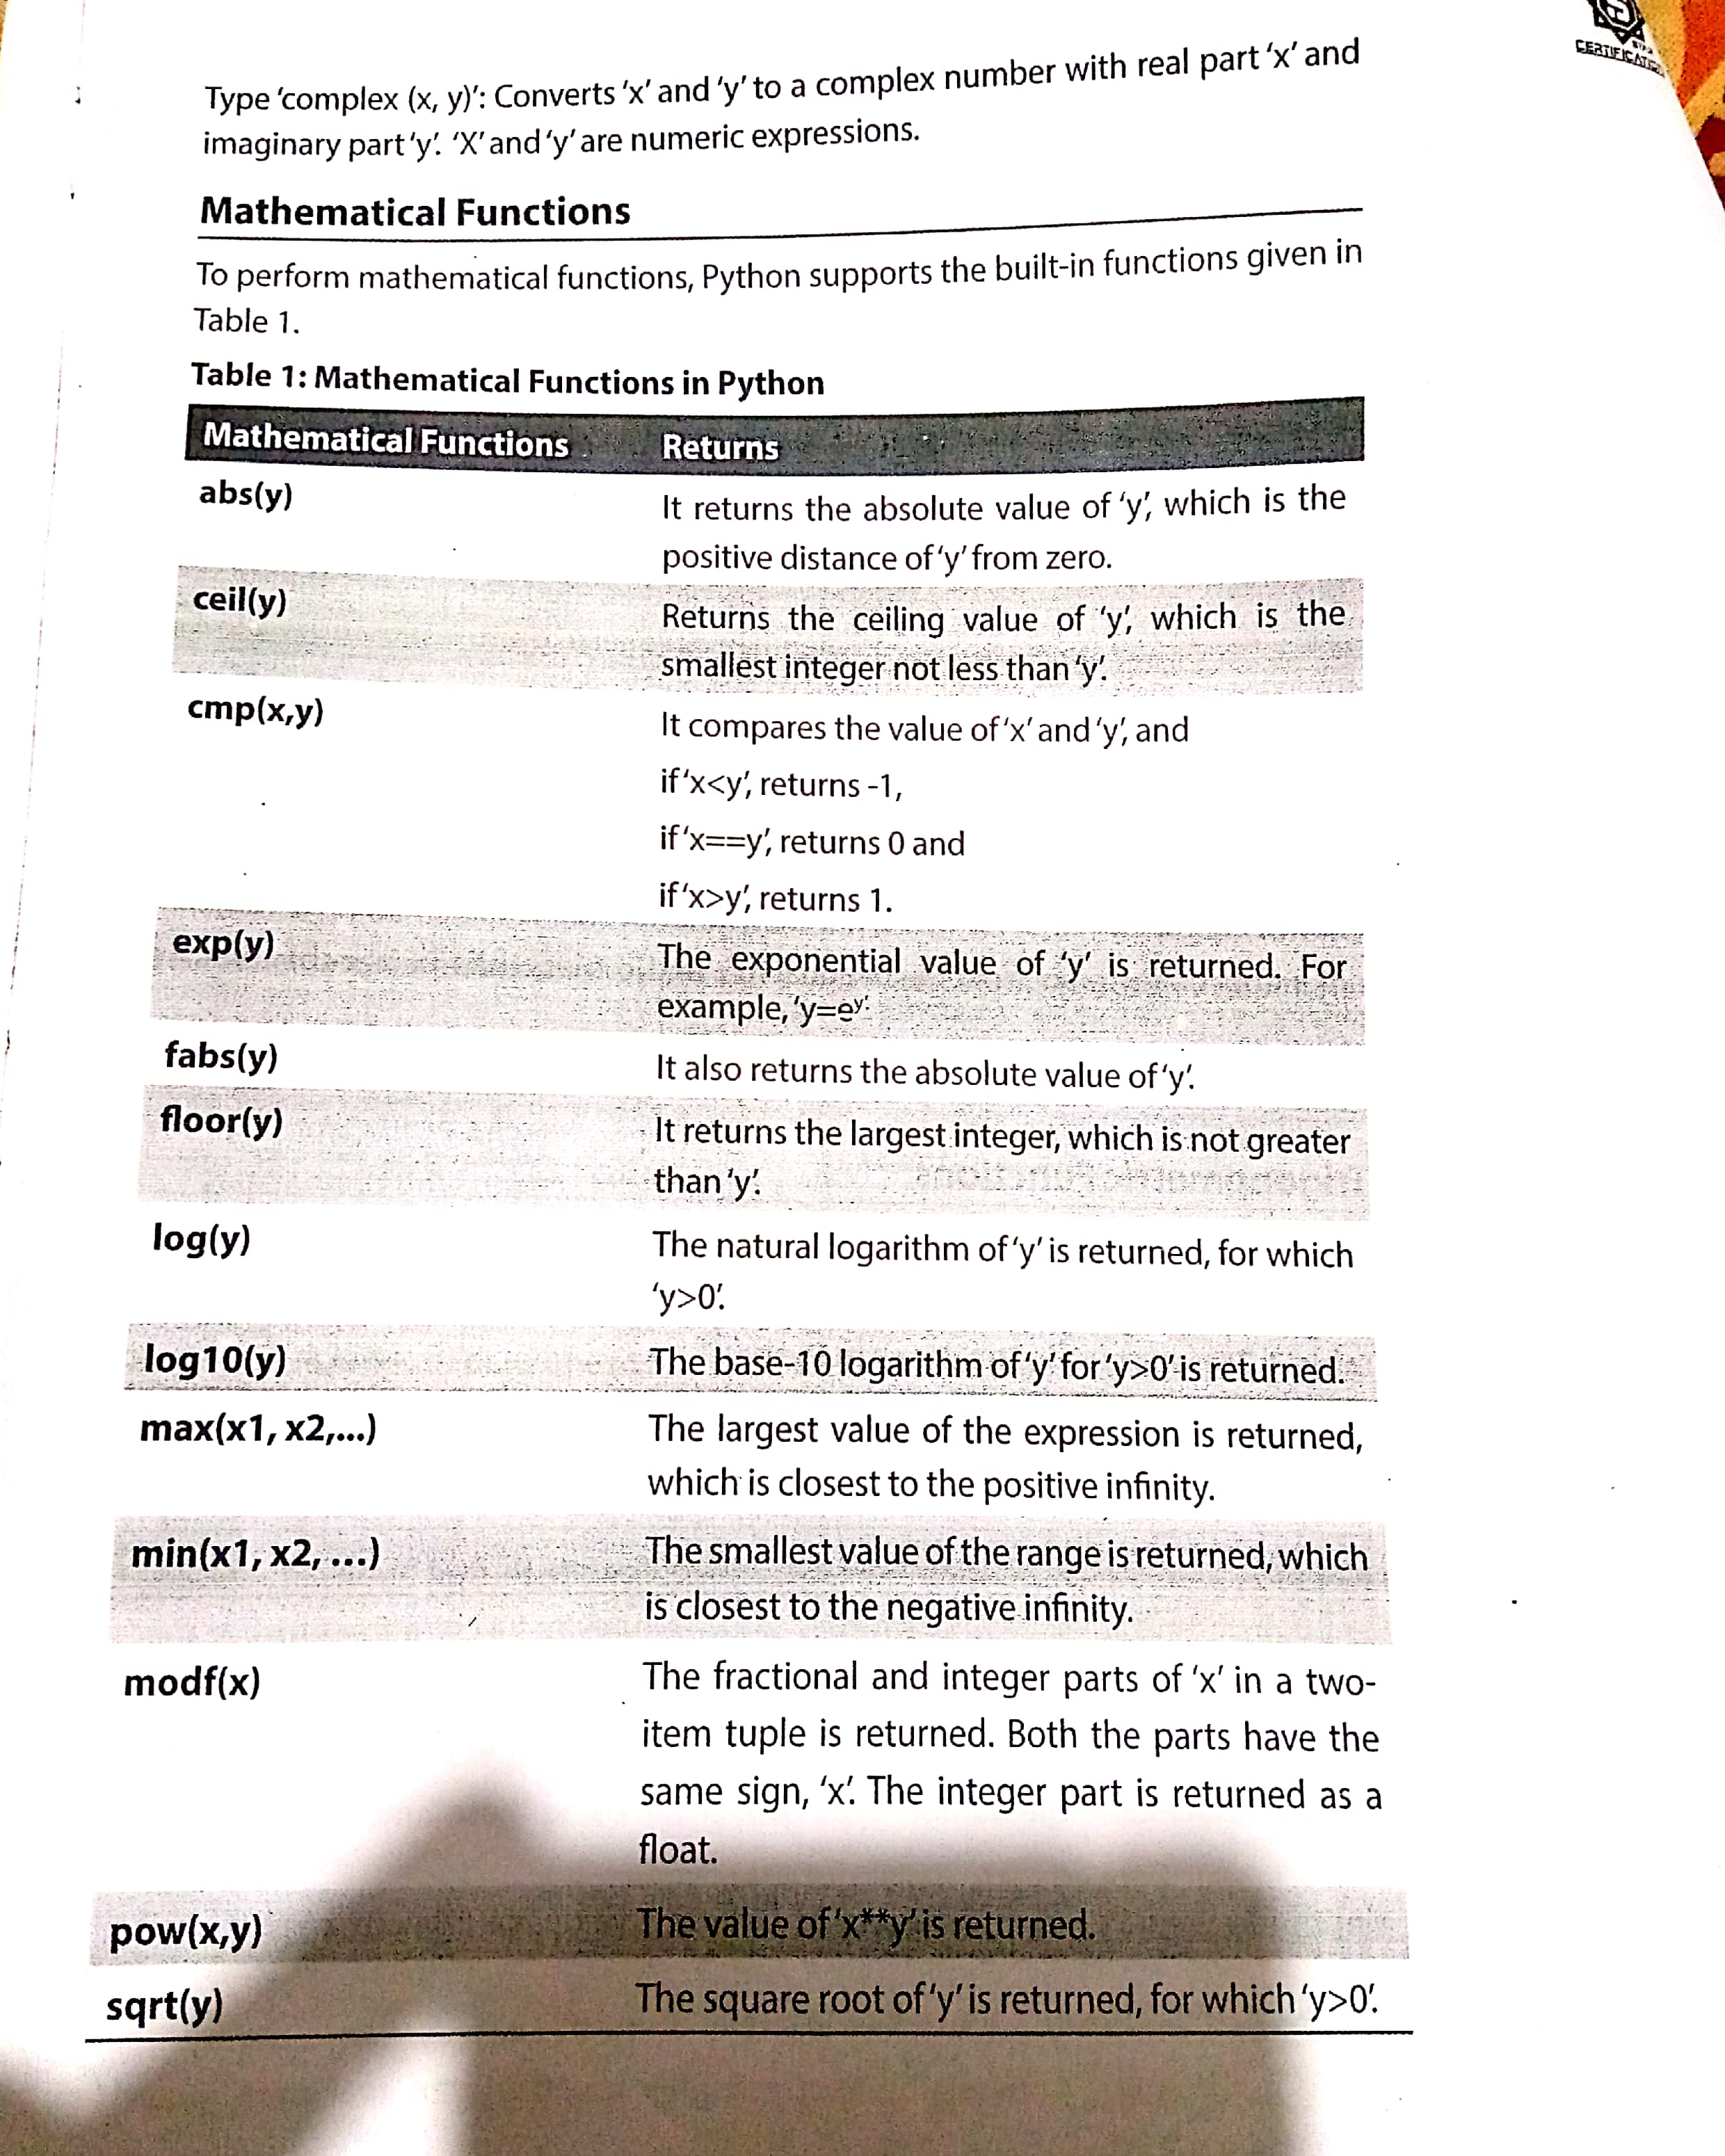 CERTIFICATION
Type ‘complex (x, y)’: Converts ‘x’ and ‘y’ to a complex number with real part ‘x’ and
imaginary part ‘y’. ‘X’ and ‘y’ are numeric expressions.
Mathematical Functions
To perform mathematical functions, Python supports the built-in functions given in
Table 1.
Table 1: Mathematical Functions in Python
Mathematical Functions Returns
abs(y) It returns the absolute value of ‘y’, which is the
positive distance of ‘y’ from zero.
ceil(y) Returns the ceiling value of ‘y’, which is the
smallest integer not less than ‘y’.
cmp(x,y) It compares the value of ‘x’ and ‘y’, and
if ‘x<y’, returns -1,
if ‘x==y’, returns 0 and
if ‘x>y’, returns 1.
exp(y) The exponential value of ‘y’ is returned. For
example, ‘y=eʸ’.
fabs(y) It also returns the absolute value of ‘y’.
floor(y) It returns the largest integer, which is not greater
than ‘y’.
log(y) The natural logarithm of ‘y’ is returned, for which
‘y>0’.
log10(y) The base-10 logarithm of ‘y’ for ‘y>0’ is returned.
max(x1, x2,...) The largest value of the expression is returned,
which is closest to the positive infinity.
min(x1, x2, ...) The smallest value of the range is returned, which
is closest to the negative infinity.
modf(x) The fractional and integer parts of ‘x’ in a two-
item tuple is returned. Both the parts have the
same sign, ‘x’. The integer part is returned as a
float.
pow(x,y) The value of ‘x**y’ is returned.
sqrt(y) The square root of ‘y’ is returned, for which ‘y>0’.